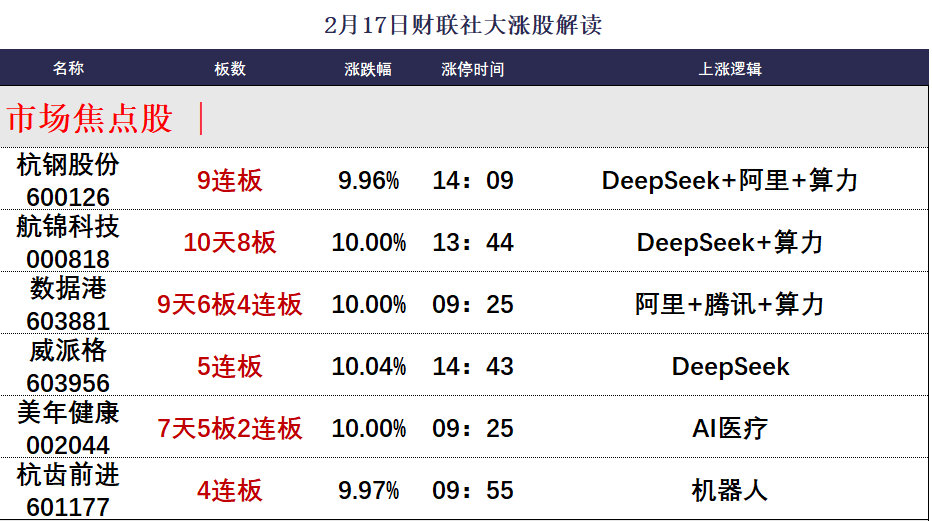 2月17日财联社大涨股解读
名称 板数 涨跌幅 涨停时间 上涨逻辑
市场焦点股
杭钢股份
600126 9连板 9.96% 14：09 DeepSeek+阿里+算力
航锦科技
000818 10天8板 10.00% 13：44 DeepSeek+算力
数据港
603881 9天6板4连板 10.00% 09：25 阿里+腾讯+算力
威派格
603956 5连板 10.04% 14：43 DeepSeek
美年健康
002044 7天5板2连板 10.00% 09：25 AI医疗
杭齿前进
601177 4连板 9.97% 09：55 机器人